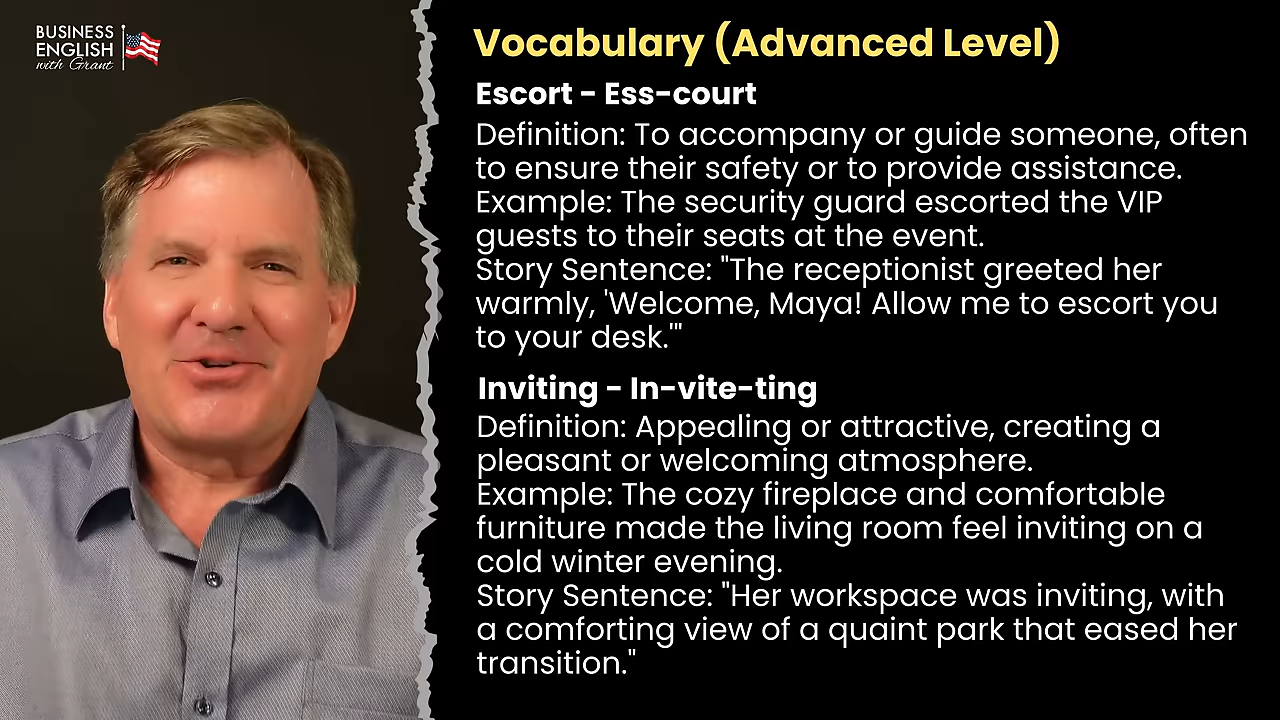 BUSINESS
ENGLISH
with Grant
Vocabulary (Advanced Level)
Escort - Ess-court
Definition: To accompany or guide someone, often
to ensure their safety or to provide assistance.
Example: The security guard escorted the VIP
guests to their seats at the event.
Story Sentence: "The receptionist greeted her
warmly, 'Welcome, Maya! Allow me to escort you
to your desk.'"
Inviting - In-vite-ting
Definition: Appealing or attractive, creating a
pleasant or welcoming atmosphere.
Example: The cozy fireplace and comfortable
furniture made the living room feel inviting on a
cold winter evening.
Story Sentence: "Her workspace was inviting, with
a comforting view of a quaint park that eased her
transition."